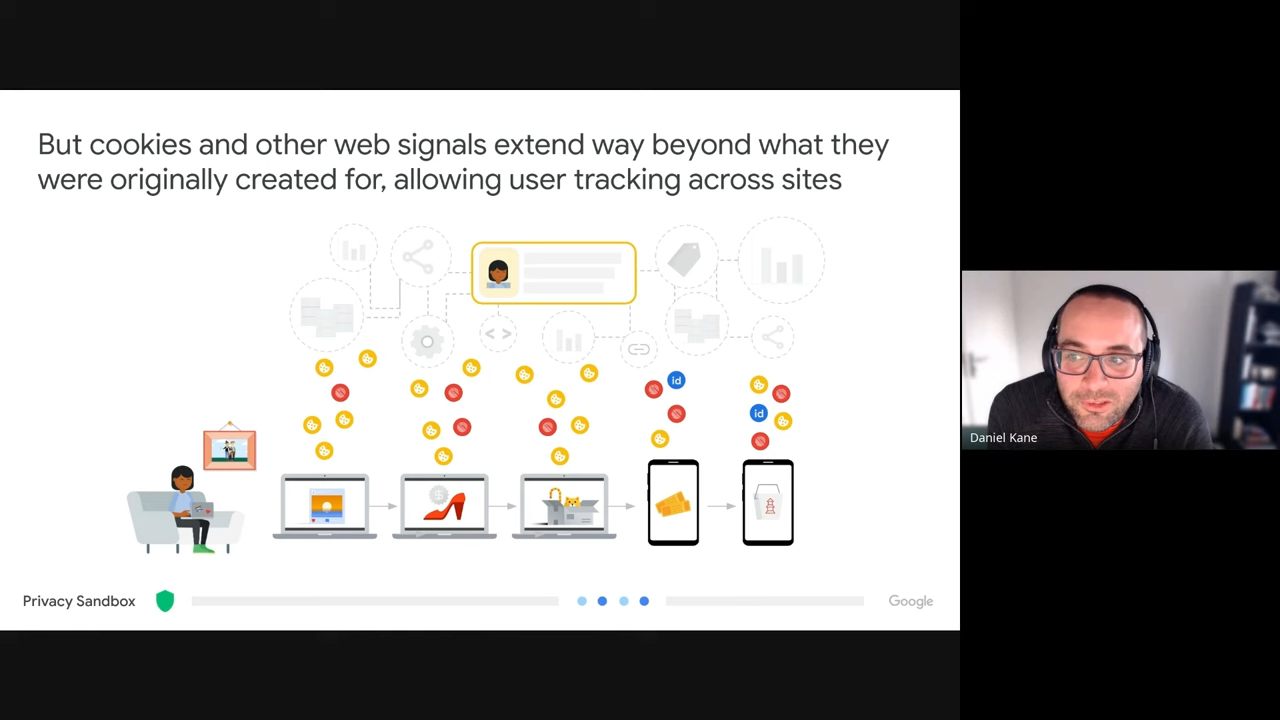 But cookies and other web signals extend way beyond what they
were originally created for, allowing user tracking across sites
id
id
Daniel Kane
Privacy Sandbox
Google